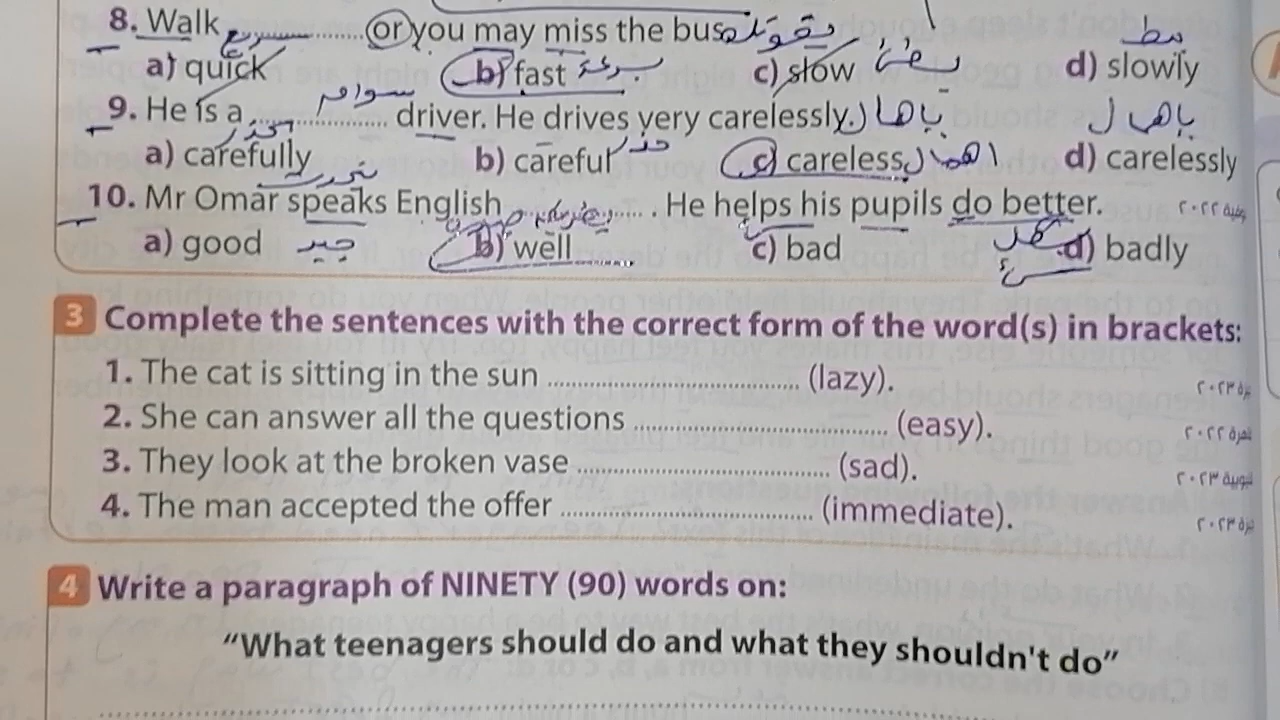 8. Walk ............ or you may miss the bus.
a) quick b) fast c) slow d) slowly
9. He is a ............ driver. He drives very carelessly.
a) carefully b) careful c) careless d) carelessly
10. Mr Omar speaks English ............ . He helps his pupils do better.
a) good جيد b) well c) bad d) badly
3 Complete the sentences with the correct form of the word(s) in brackets:
1. The cat is sitting in the sun ............ (lazy).
2. She can answer all the questions ............ (easy).
3. They look at the broken vase ............ (sad).
4. The man accepted the offer ............ (immediate).
4 Write a paragraph of NINETY (90) words on:
“What teenagers should do and what they shouldn't do”